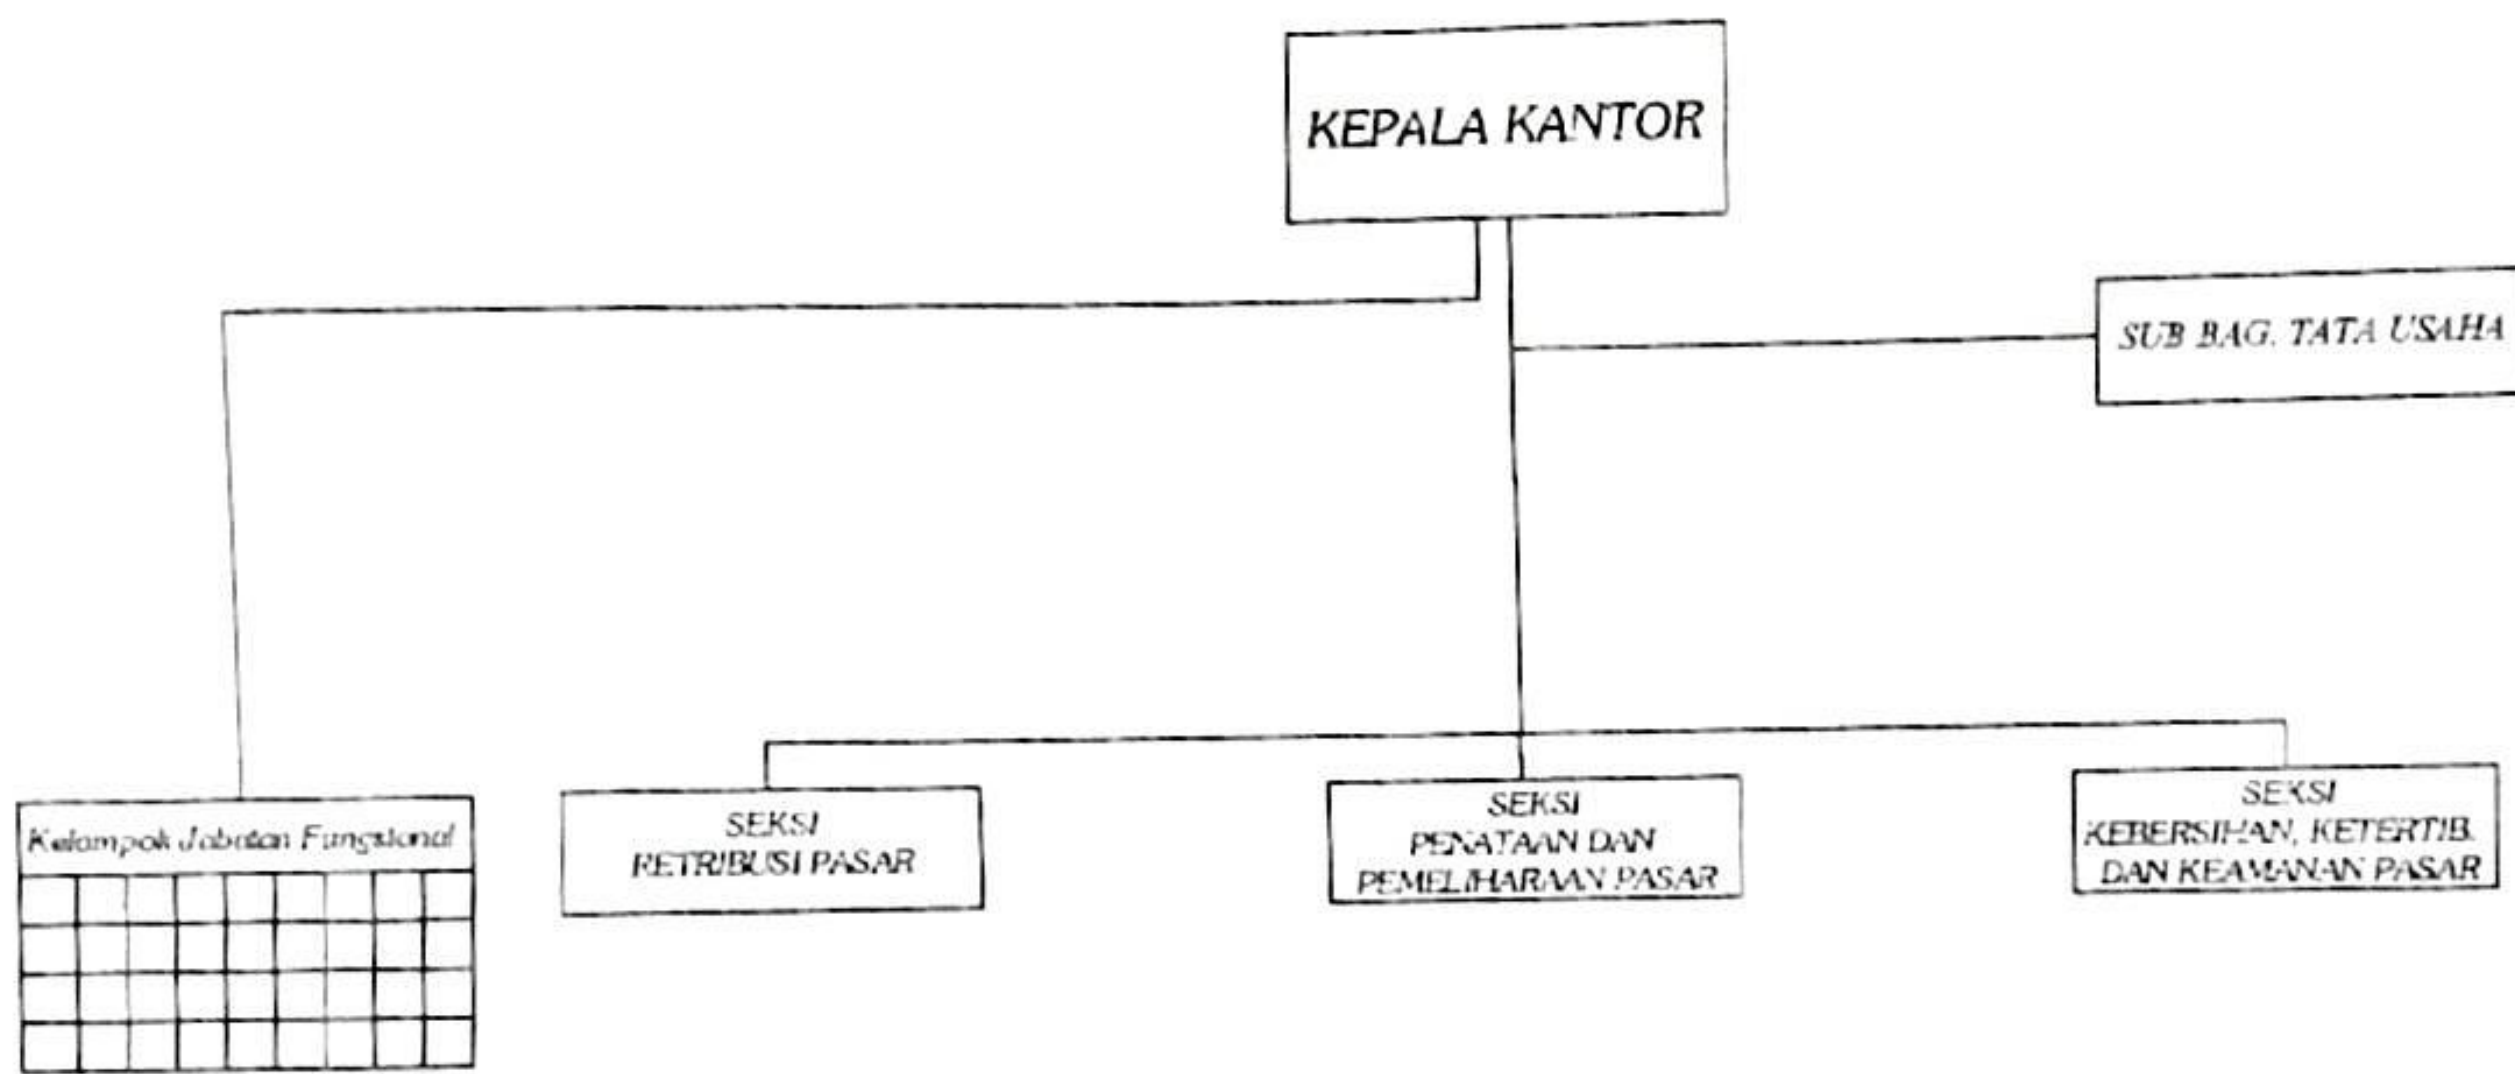 KEPALA KANTOR
SUB BAG. TATA USAHA
Kelompok Jabatan Fungsional
SEKSI
RETRIBUSI PASAR
SEKSI
PENATAAN DAN
PEMELIHARAAN PASAR
SEKSI
KEBERSIHAN, KETERTIB.
DAN KEAMANAN PASAR